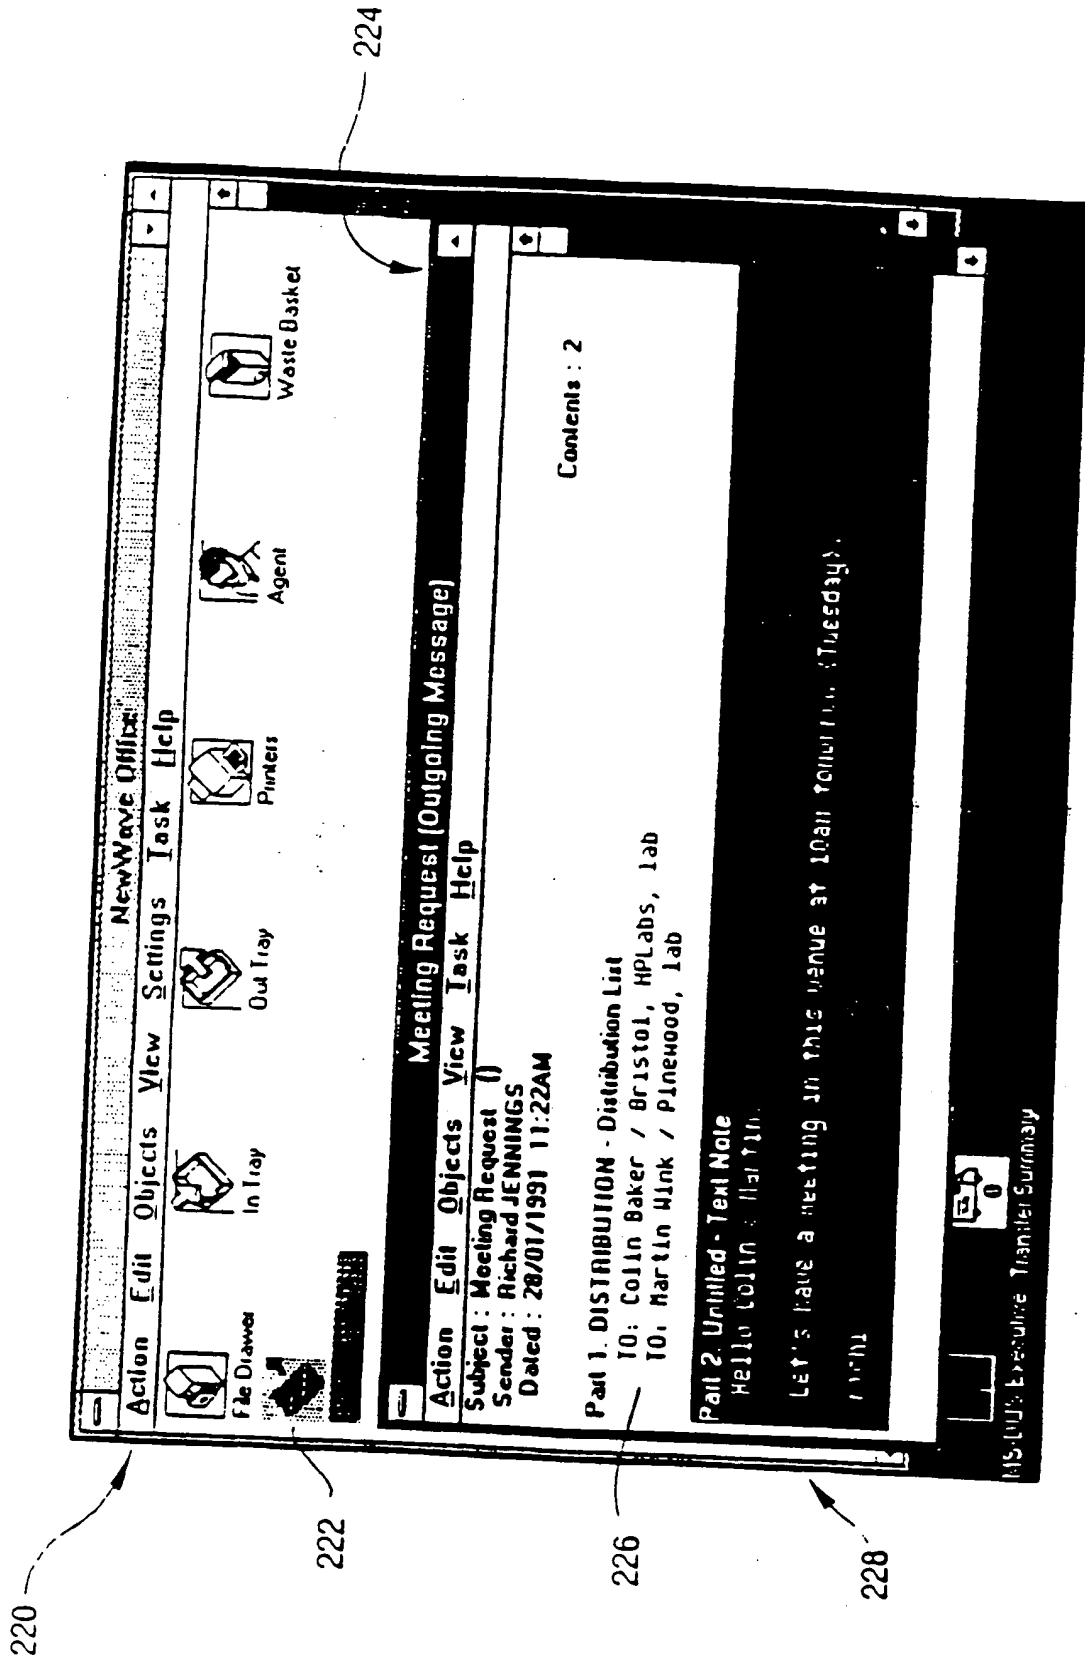 220
222
224
226
228
NewWave Office
Action Edit Objects View Settings Task Help
File Drawer
In Tray
Out Tray
Printers
Agent
Waste Basket
Meeting Request (Outgoing Message)
Action Edit Objects View Task Help
Subject : Meeting Request ()
Sender : Richard JENNINGS
Dated : 28/01/1991 11:22AM
Contents : 2
Part 1. DISTRIBUTION - Distribution List
TO: Colin Baker / Bristol, HPLabs, lab
TO: Martin Wink / Pinewood, lab
Part 2. Untitled - Text Note
Hello Colin Martin
Let's have a meeting in this venue at 10am (Tuesday).
0
Executive Transfer Summary